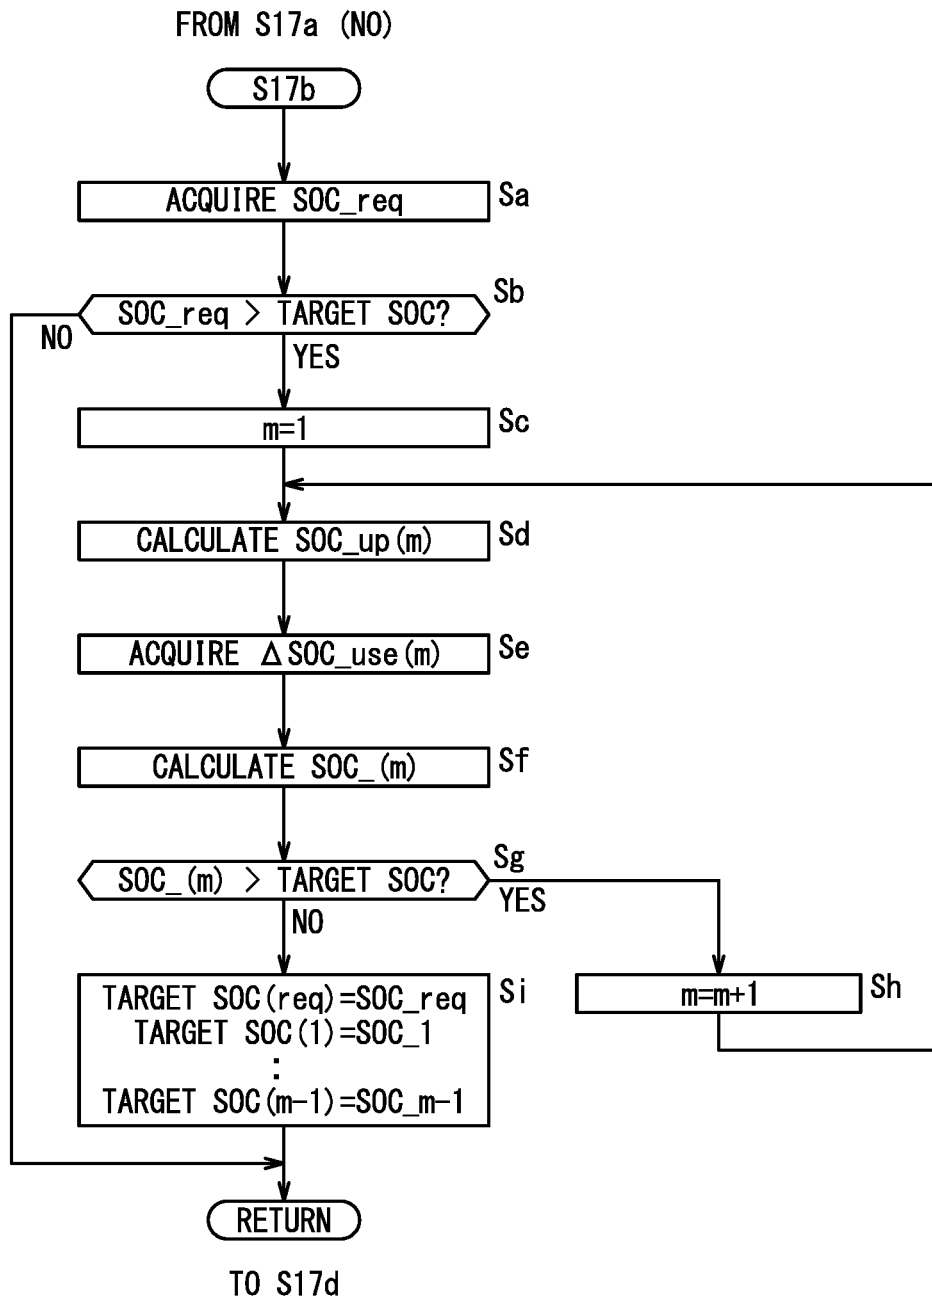 FROM S17a (NO)
S17b
ACQUIRE SOC_req
Sa
SOC_req > TARGET SOC?
Sb
NO
YES
m=1
Sc
CALCULATE SOC_up(m)
Sd
ACQUIRE ΔSOC_use(m)
Se
CALCULATE SOC_(m)
Sf
SOC_(m) > TARGET SOC?
Sg
YES
NO
TARGET SOC(req)=SOC_req
TARGET SOC(1)=SOC_1
:
TARGET SOC(m-1)=SOC_m-1
Si
m=m+1
Sh
RETURN
TO S17d